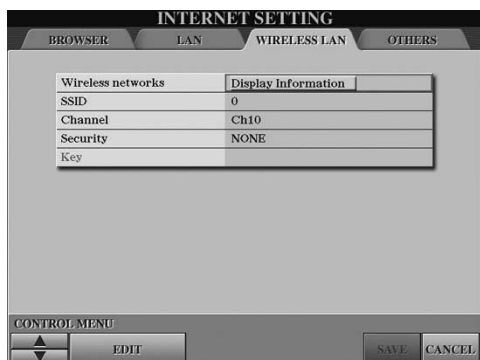 INTERNET SETTING
BROWSER LAN WIRELESS LAN OTHERS
Wireless networks Display Information
SSID 0
Channel Ch10
Security NONE
Key
CONTROL MENU
EDIT SAVE CANCEL